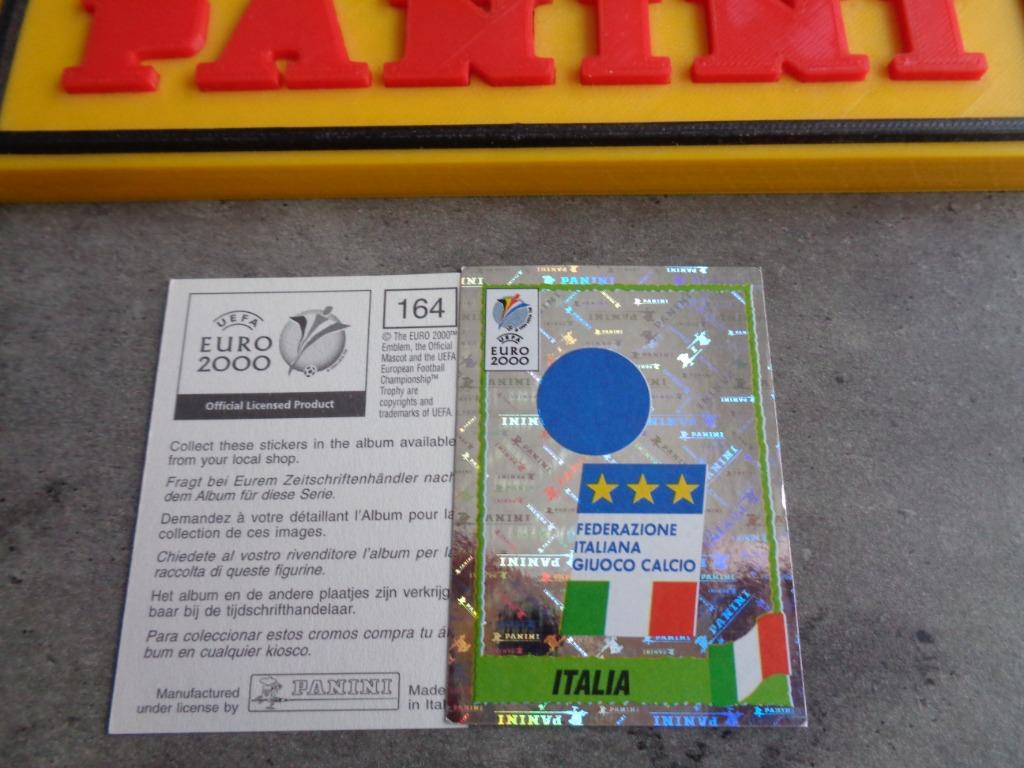 PANINI
UEFA
EURO
2000
Official Licensed Product
164
© The EURO 2000™
Emblem, the Official
Mascot and the UEFA
European Football
Championship™
Trophy are
copyrights and
trademarks of UEFA.
Collect these stickers in the album available
from your local shop.
Fragt bei Eurem Zeitschriftenhändler nach
dem Album für diese Serie.
Demandez à votre détaillant l'Album pour la
collection de ces images.
Chiedete al vostro rivenditore l'album per la
raccolta di queste figurine.
Het album en de andere plaatjes zijn verkrijg
baar bij de tijdschrifthandelaar.
Para coleccionar estos cromos compra tu ál
bum en cualquier kiosco.
Manufactured
under license by
PANINI
Made
in Ital
PANINI
UEFA
EURO
2000
FEDERAZIONE
ITALIANA
GIUOCO CALCIO
PANINI
PANINI
ITALIA
PANINI
PANINI